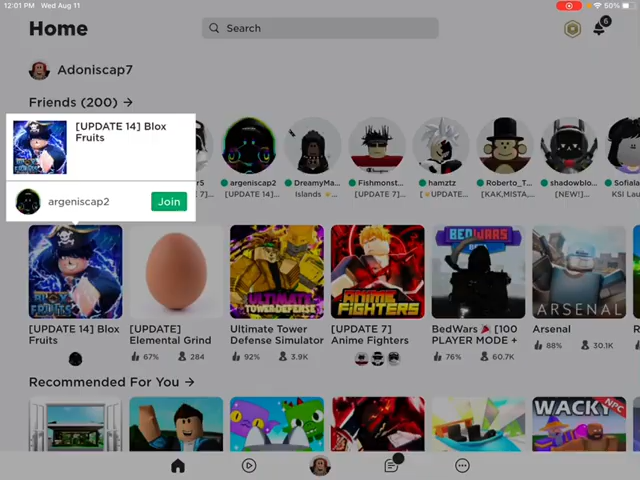 12:01 PM Wed Aug 11
50%
Home
Search
6
Adoniscap7
Friends (200) →
[UPDATE 14] Blox
Fruits
argeniscap2
Join
argeniscap2
DreamyMa..
Fishmonst..
hamztz
Roberto_T..
shadowblo..
Sofiala
[UPDATE 14]..
Islands
[UPDATE 7]..
UPDATE]..
[KAK,MISTA..
[NEW!]..
KSI Lau
BLOX
FRUITS
ULTIMATE
TOWER DEFENSE
ANIME
FIGHTERS
BEDWARS
ARSENAL
[UPDATE 14] Blox
Fruits
[UPDATE]
Elemental Grind
67% 284
Ultimate Tower
Defense Simulator
92% 3.9K
[UPDATE 7]
Anime Fighters
BedWars [100
PLAYER MODE +
76% 60.7K
Arsenal
88% 30.1K
Recommended For You →
WACKY
NPC